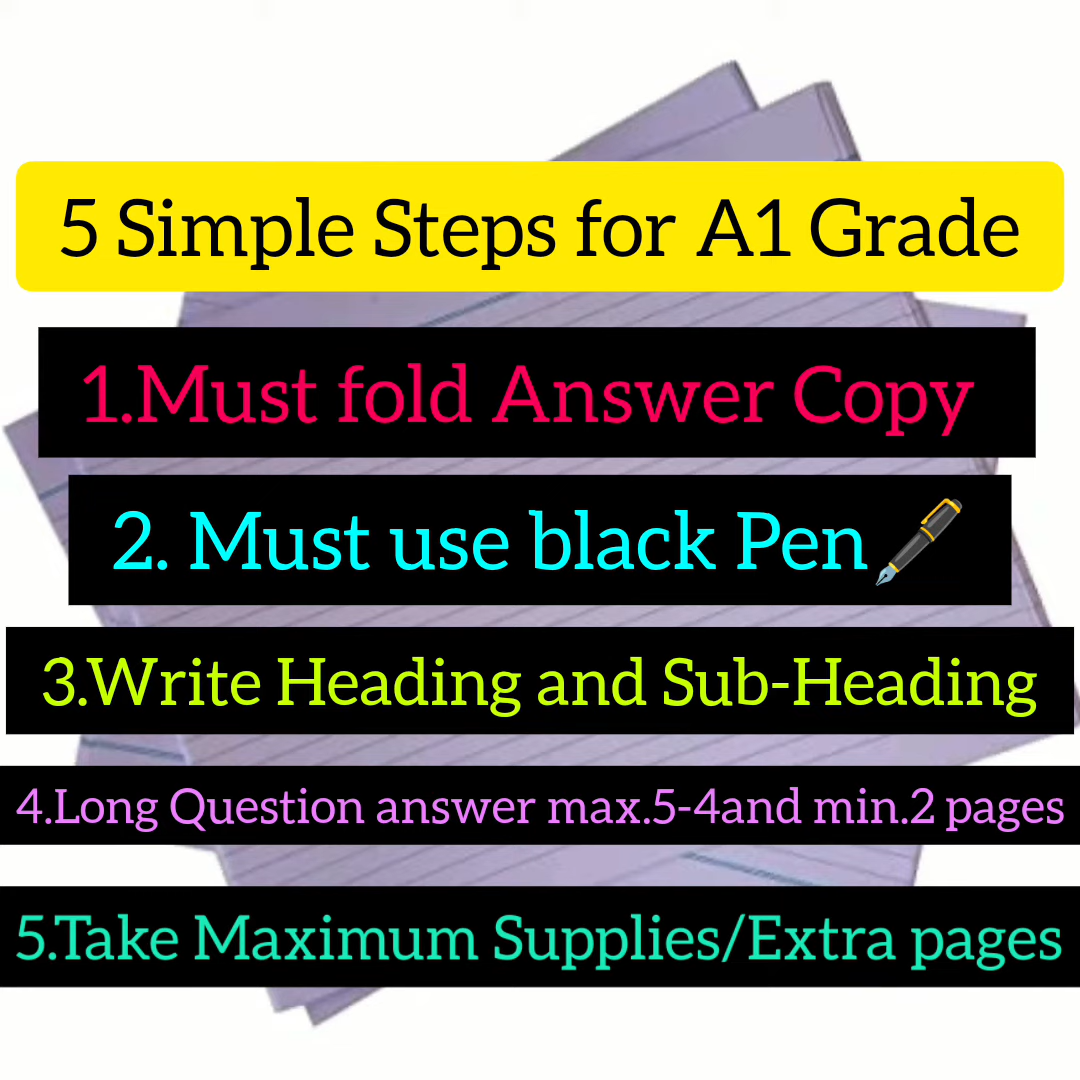 5 Simple Steps for A1 Grade
1.Must fold Answer Copy
2. Must use black Pen🖋️
3.Write Heading and Sub-Heading
4.Long Question answer max.5-4and min.2 pages
5.Take Maximum Supplies/Extra pages